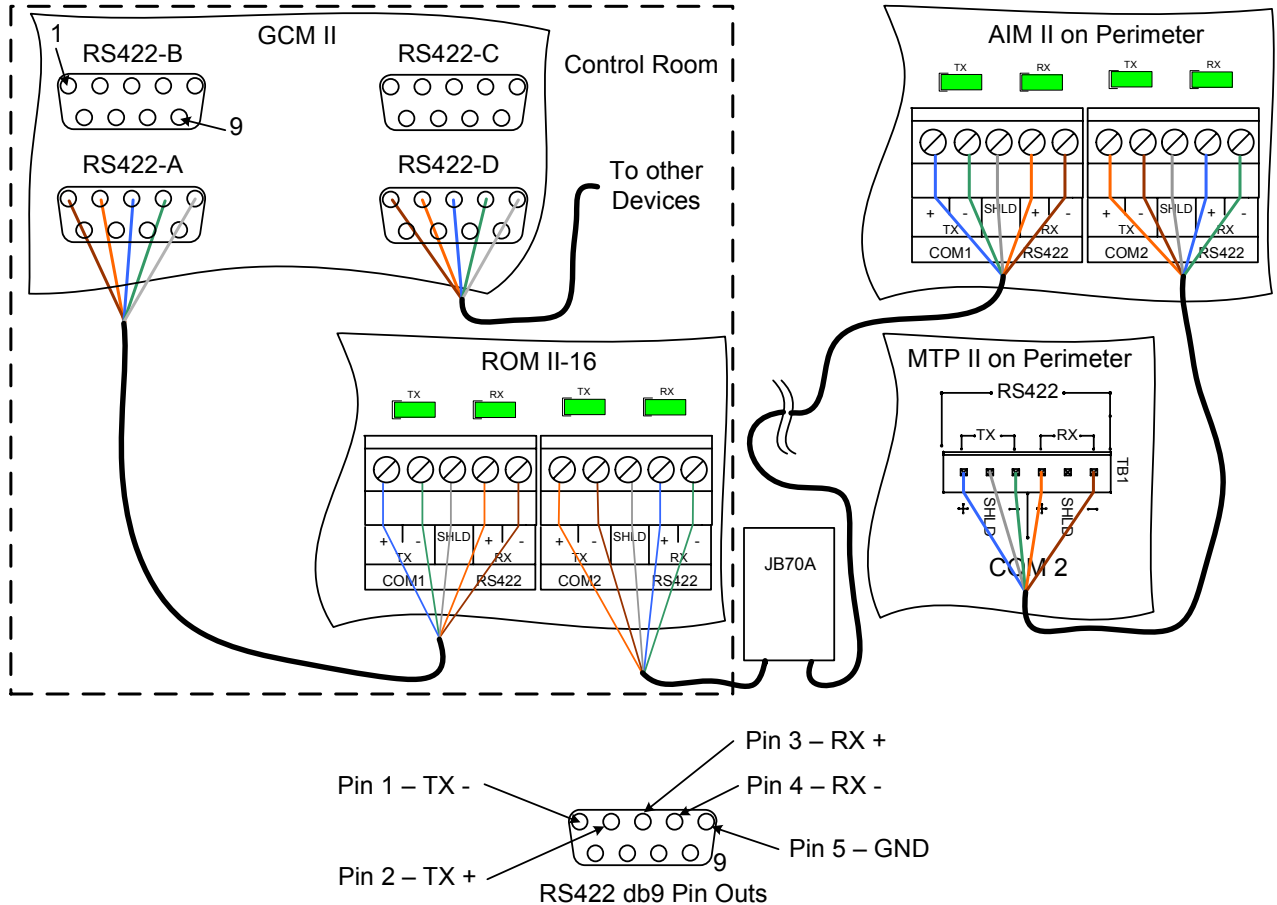 GCM II
1
RS422-B
RS422-C
Control Room
9
RS422-A
RS422-D
To other
Devices
ROM II-16
TX RX TX RX
+ - SHLD + - + - SHLD + -
TX RX TX RX
COM1 RS422 COM2 RS422
JB70A
AIM II on Perimeter
TX RX TX RX
+ - SHLD + - + - SHLD + -
TX RX TX RX
COM1 RS422 COM2 RS422
MTP II on Perimeter
RS422
TX RX
TB1
+ SHLD - + SHLD -
COM 2
Pin 3 – RX +
Pin 1 – TX -
Pin 4 – RX -
Pin 5 – GND
9
Pin 2 – TX +
RS422 db9 Pin Outs